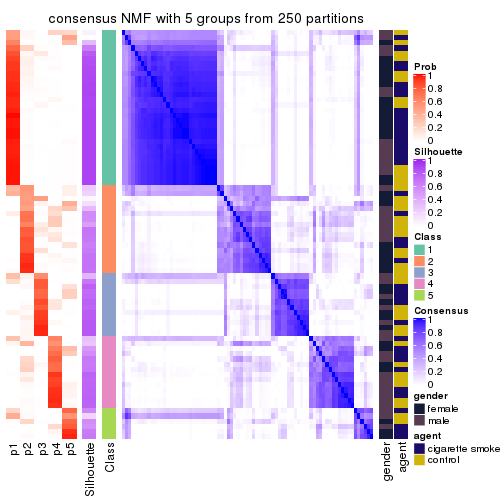 consensus NMF with 5 groups from 250 partitions
Prob
1
0.8
0.6
0.4
0.2
0
Silhouette
1
0.8
0.6
0.4
0.2
0
Class
1
2
3
4
5
Consensus
1
0.8
0.6
0.4
0.2
0
gender
female
male
agent
cigarette smoke
control
p1
p2
p3
p4
p5
Silhouette
Class
gender
agent